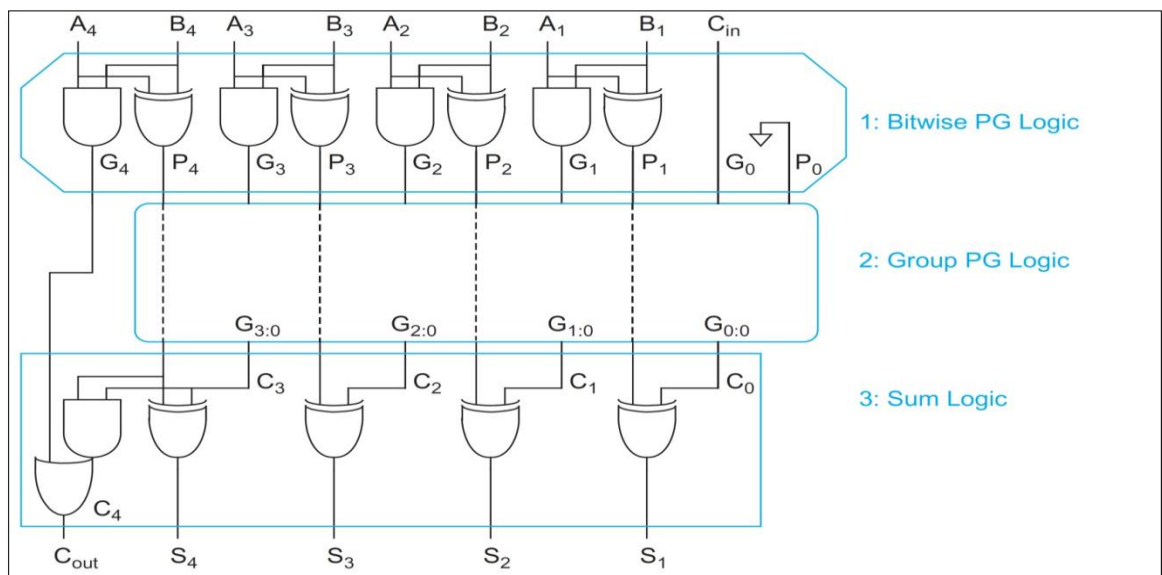 A₄ B₄ A₃ B₃ A₂ B₂ A₁ B₁ Cᵢₙ
1: Bitwise PG Logic
G₄ P₄ G₃ P₃ G₂ P₂ G₁ P₁ G₀ P₀
2: Group PG Logic
G₃:₀ G₂:₀ G₁:₀ G₀:₀
C₃ C₂ C₁ C₀
3: Sum Logic
C₄
Cₒᵤₜ S₄ S₃ S₂ S₁